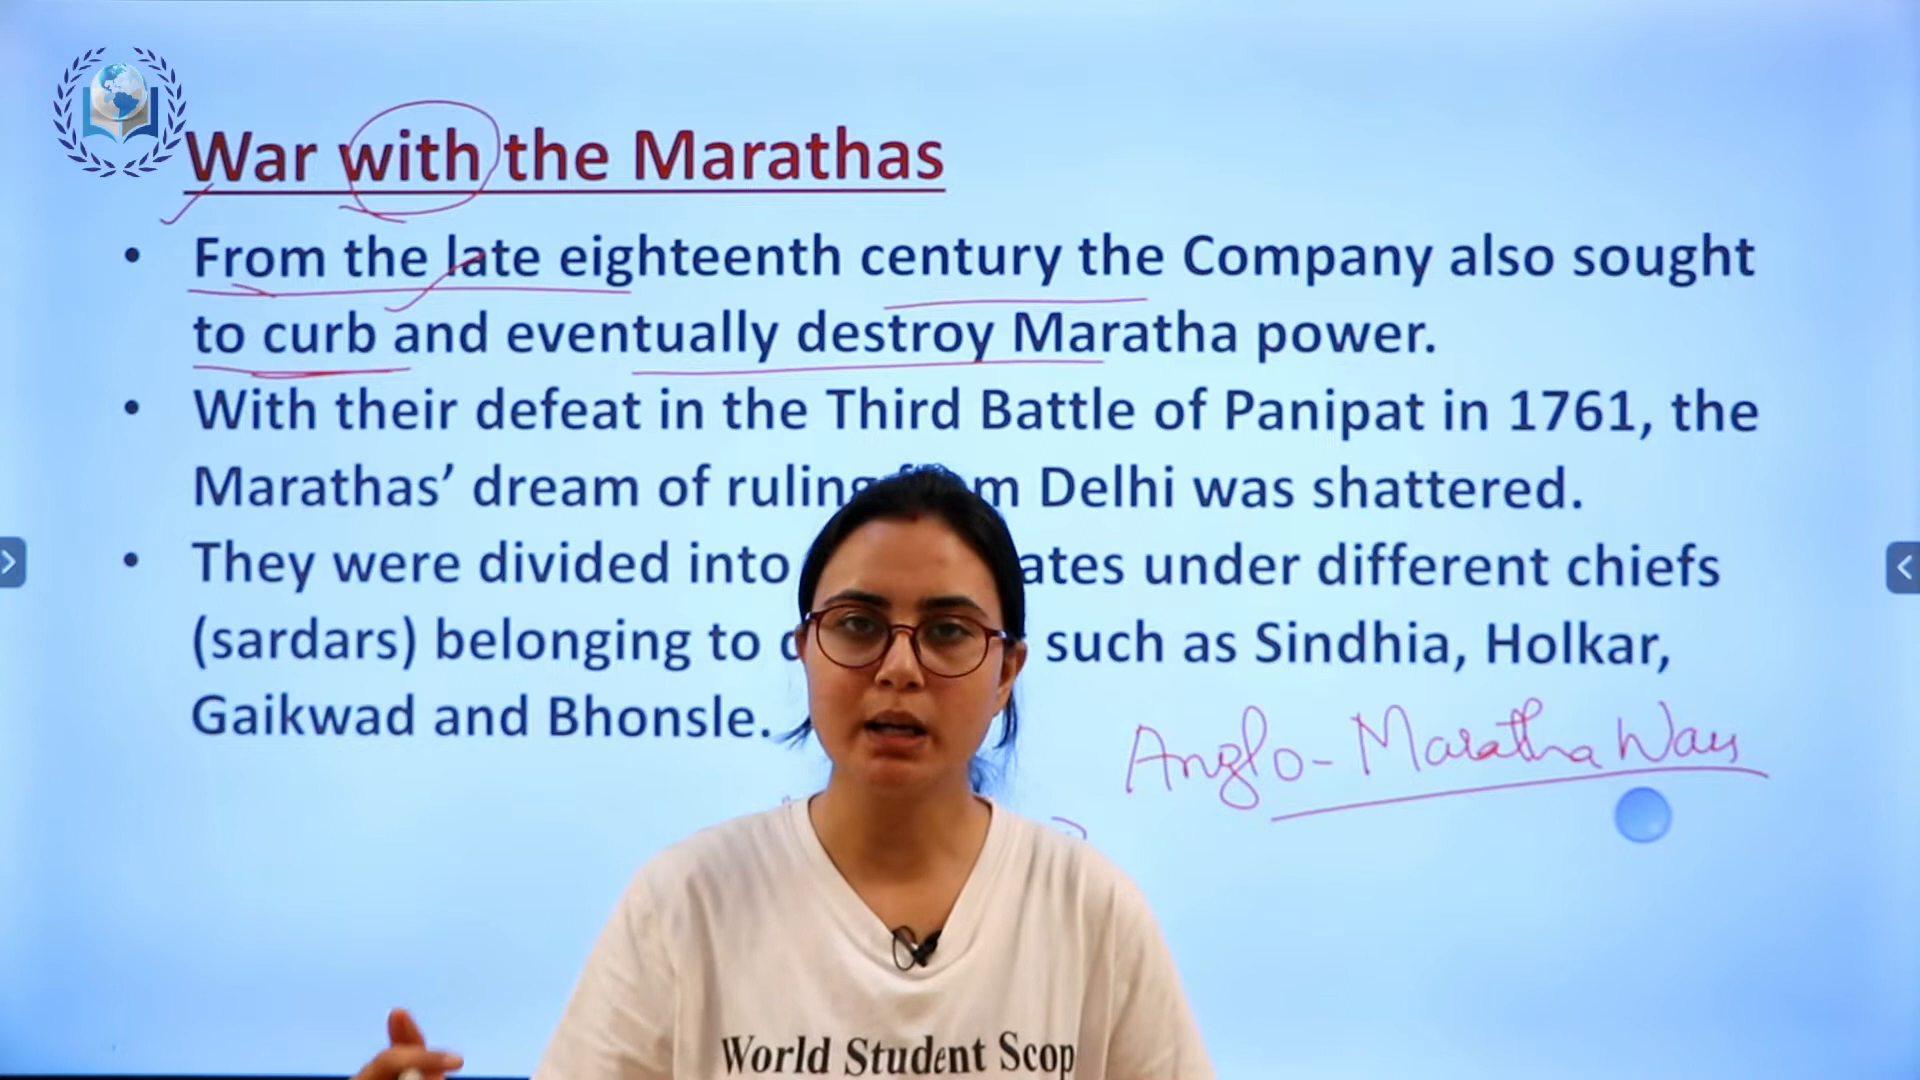 War with the Marathas
• From the late eighteenth century the Company also sought
to curb and eventually destroy Maratha power.
• With their defeat in the Third Battle of Panipat in 1761, the
Marathas’ dream of ruling Delhi was shattered.
• They were divided into under different chiefs
(sardars) belonging to such as Sindhia, Holkar,
Gaikwad and Bhonsle.
Anglo-Maratha Wars
World Student Scop